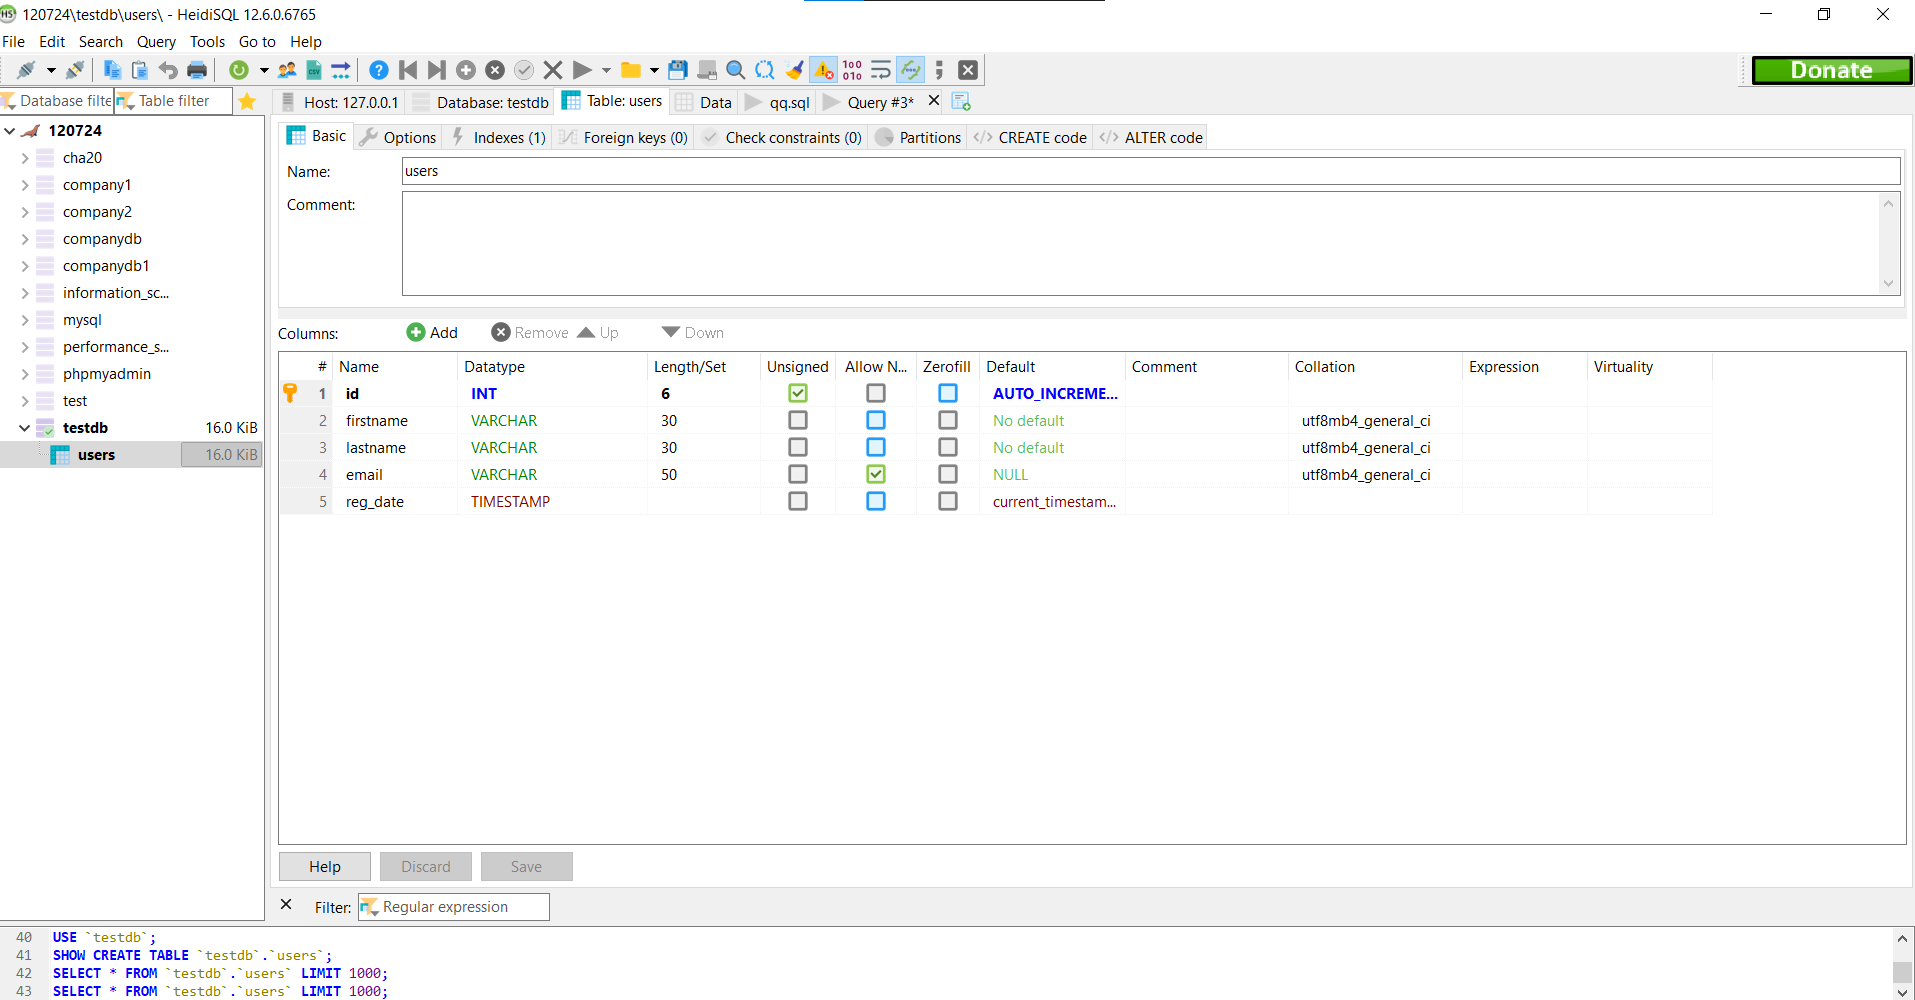 120724\testdb\users\ - HeidiSQL 12.6.0.6765
File Edit Search Query Tools Go to Help
Donate
Database filte Table filter
Host: 127.0.0.1 Database: testdb Table: users Data qq.sql Query #3*
120724
cha20
company1
company2
companydb
companydb1
information_sc...
mysql
performance_s...
phpmyadmin
test
testdb 16.0 KiB
users 16.0 KiB
Basic Options Indexes (1) Foreign keys (0) Check constraints (0) Partitions CREATE code ALTER code
Name: users
Comment:
Columns: Add Remove Up Down
# Name Datatype Length/Set Unsigned Allow N... Zerofill Default Comment Collation Expression Virtuality
1 id INT 6 AUTO_INCREME...
2 firstname VARCHAR 30 No default utf8mb4_general_ci
3 lastname VARCHAR 30 No default utf8mb4_general_ci
4 email VARCHAR 50 NULL utf8mb4_general_ci
5 reg_date TIMESTAMP current_timestam...
Help Discard Save
Filter: Regular expression
40 USE `testdb`;
41 SHOW CREATE TABLE `testdb`.`users`;
42 SELECT * FROM `testdb`.`users` LIMIT 1000;
43 SELECT * FROM `testdb`.`users` LIMIT 1000;